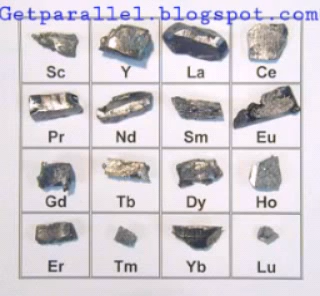 Getparallel.blogspot.com
Sc Y La Ce
Pr Nd Sm Eu
Gd Tb Dy Ho
Er Tm Yb Lu